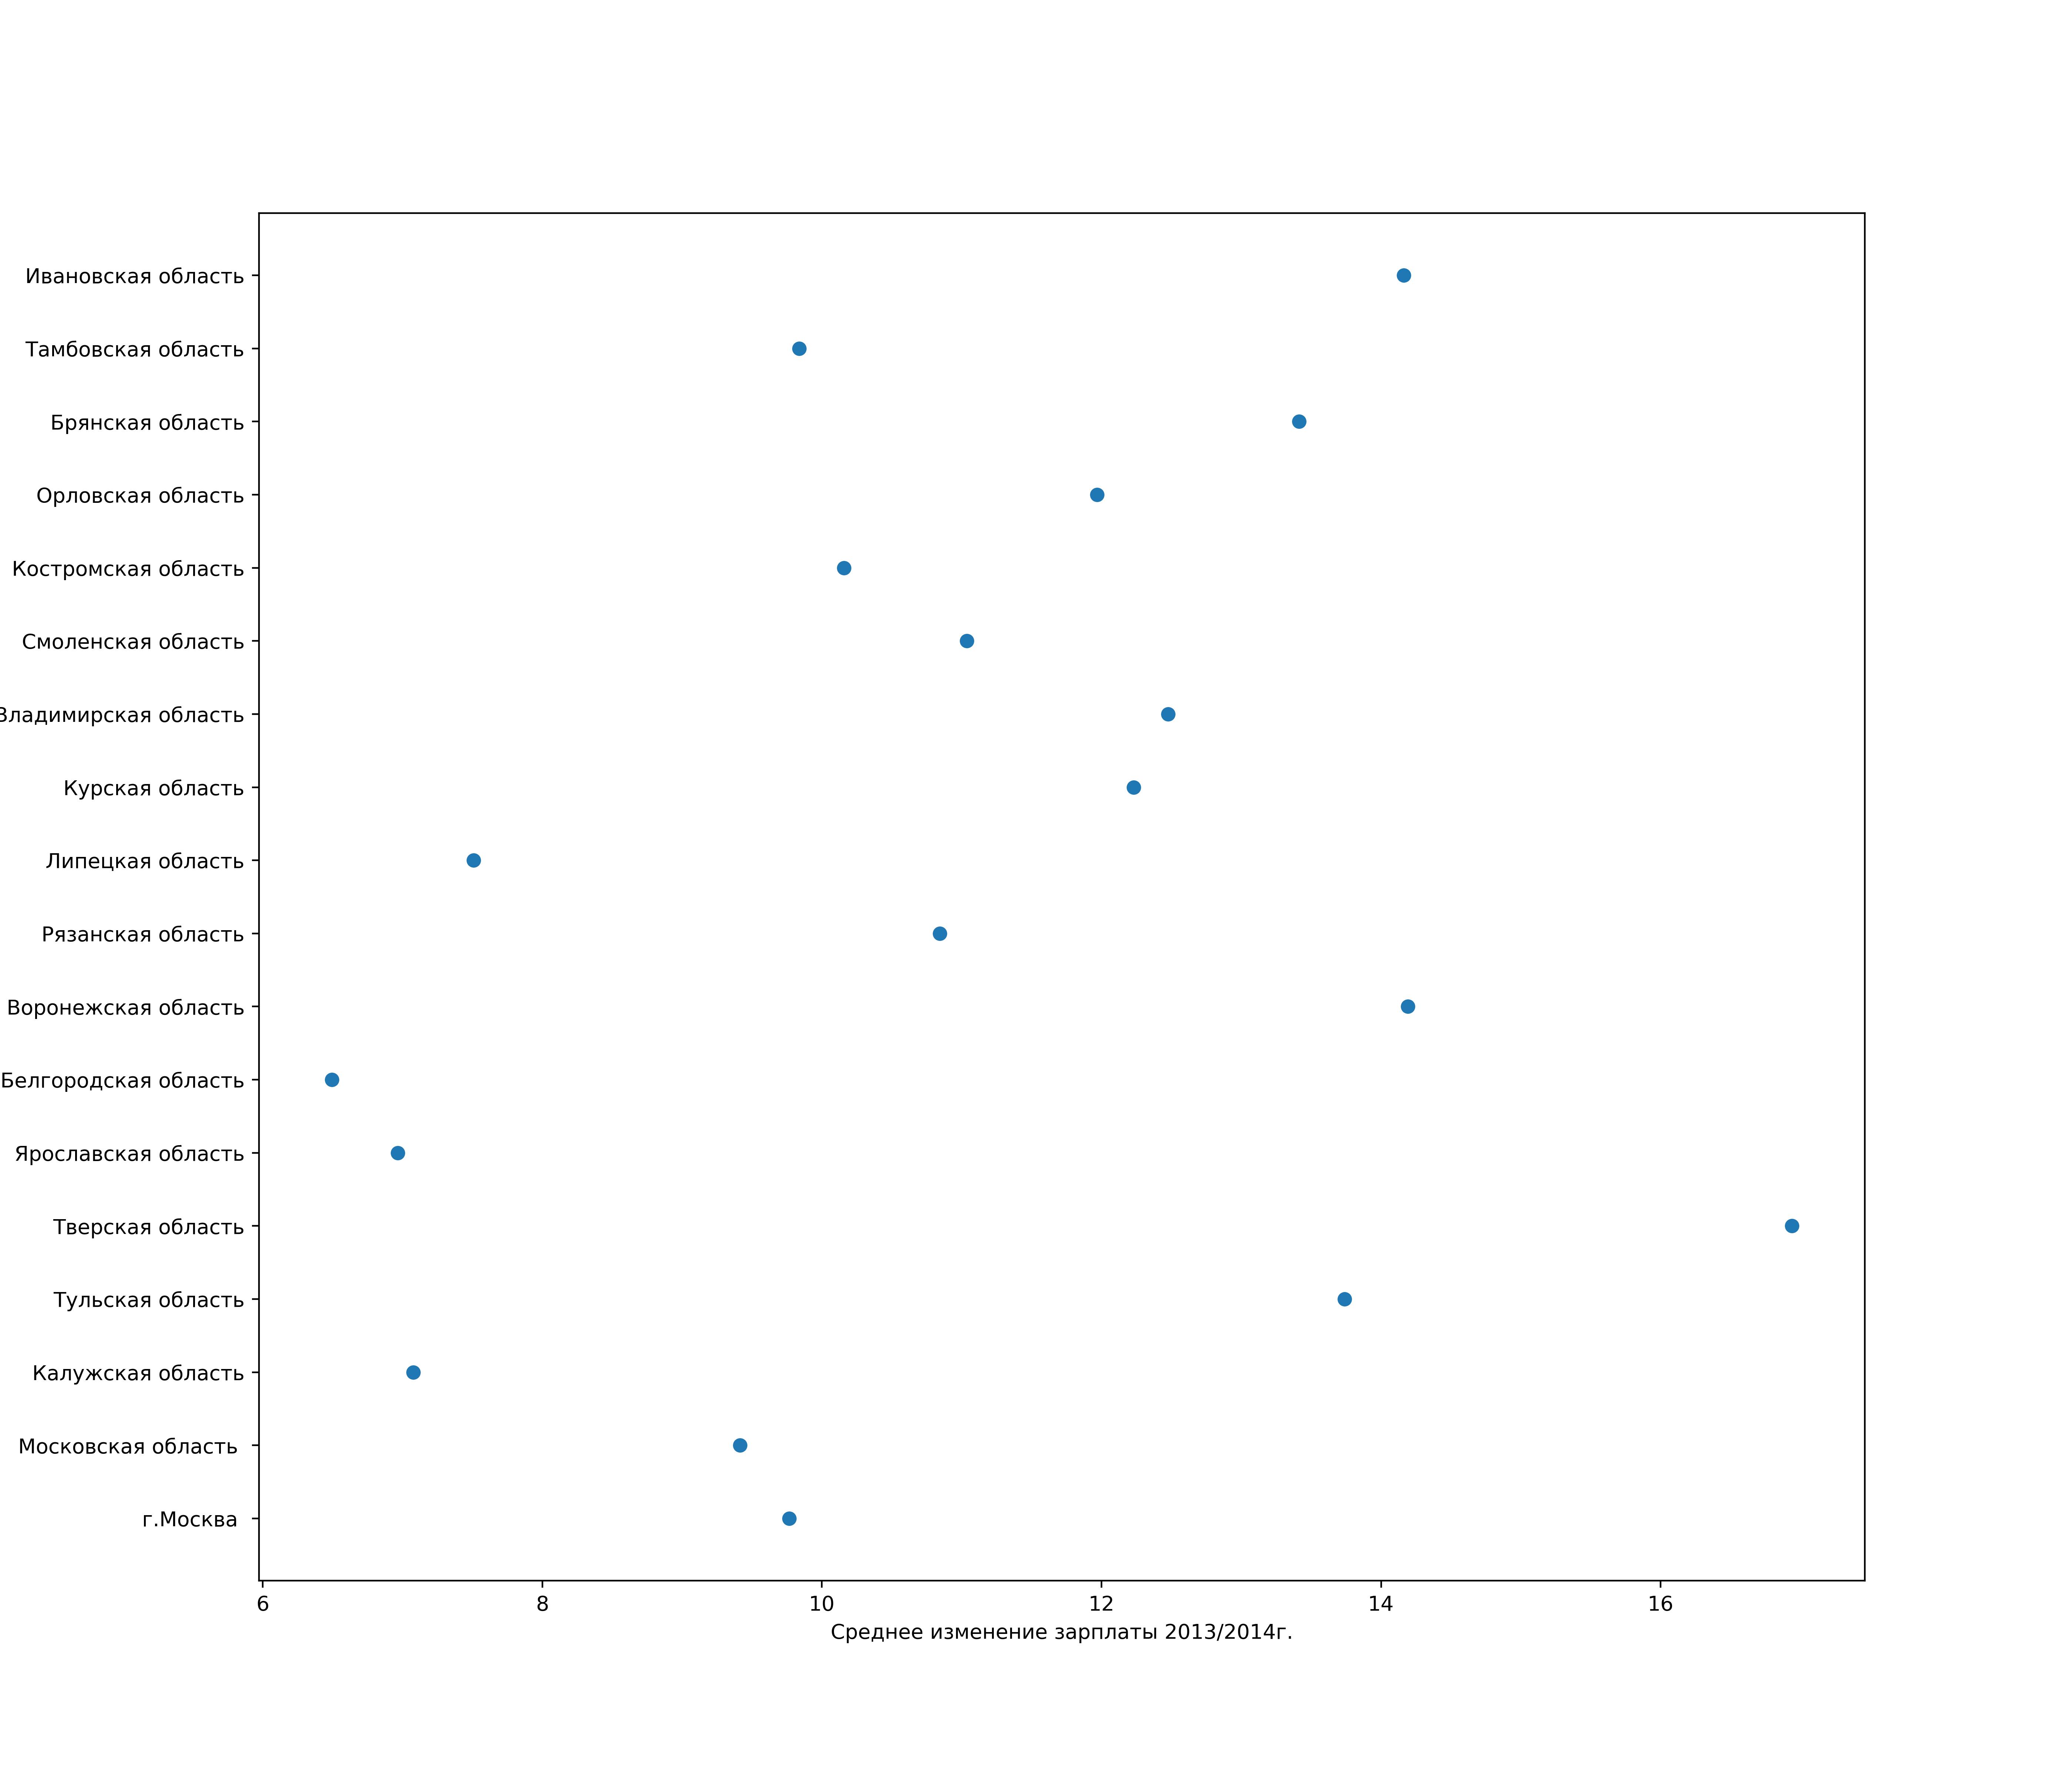 Ивановская область
Тамбовская область
Брянская область
Орловская область
Костромская область
Смоленская область
Владимирская область
Курская область
Липецкая область
Рязанская область
Воронежская область
Белгородская область
Ярославская область
Тверская область
Тульская область
Калужская область
Московская область
г.Москва
6 8 10 12 14 16
Среднее изменение зарплаты 2013/2014г.